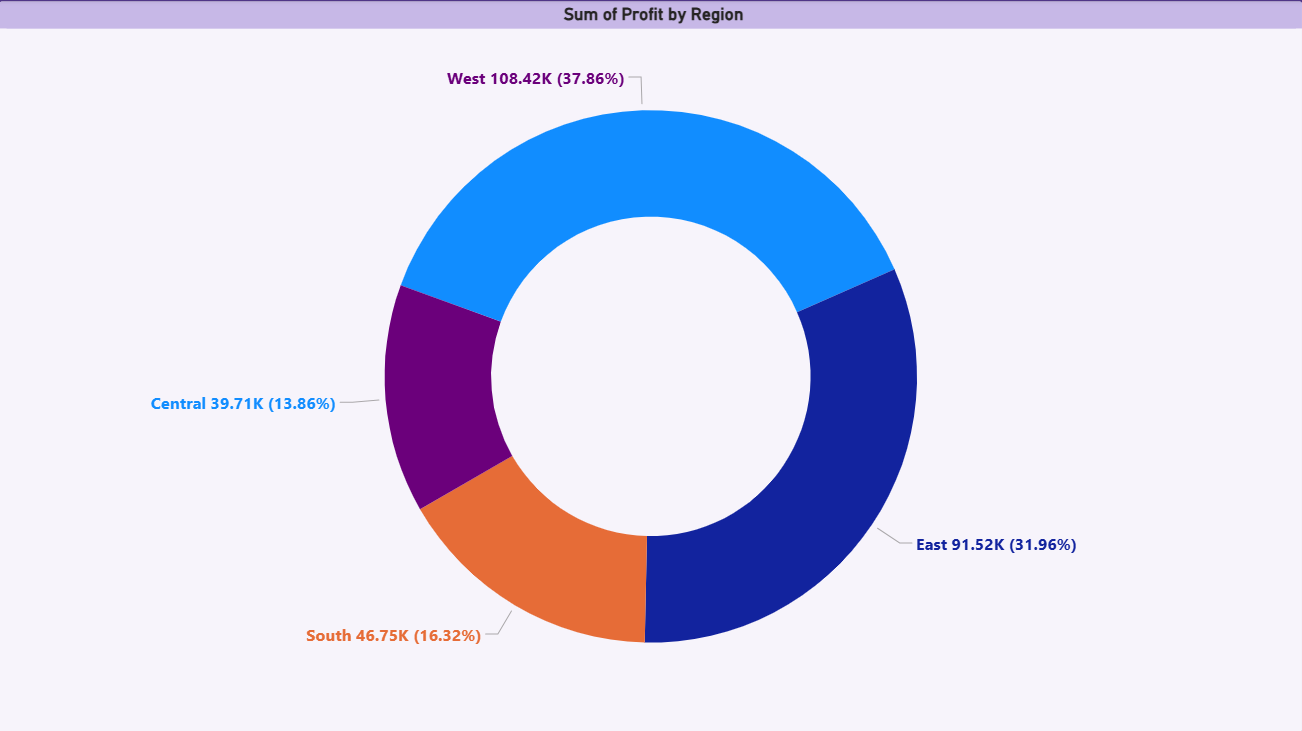 Sum of Profit by Region
West 108.42K (37.86%)
Central 39.71K (13.86%)
East 91.52K (31.96%)
South 46.75K (16.32%)